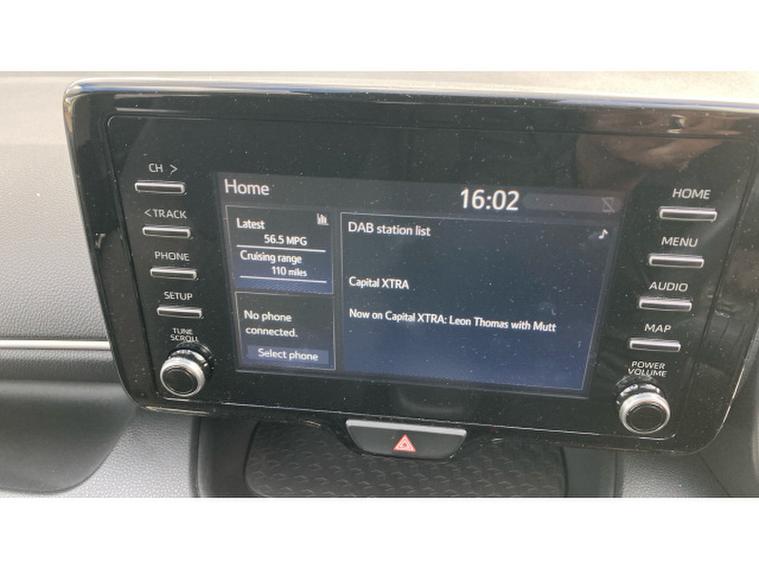 CH >
< TRACK
PHONE
SETUP
TUNE
SCROLL
Home
16:02
Latest
56.5 MPG
Cruising range
110 miles
No phone
connected.
Select phone
DAB station list
Capital XTRA
Now on Capital XTRA: Leon Thomas with Mutt
HOME
MENU
AUDIO
MAP
POWER
VOLUME